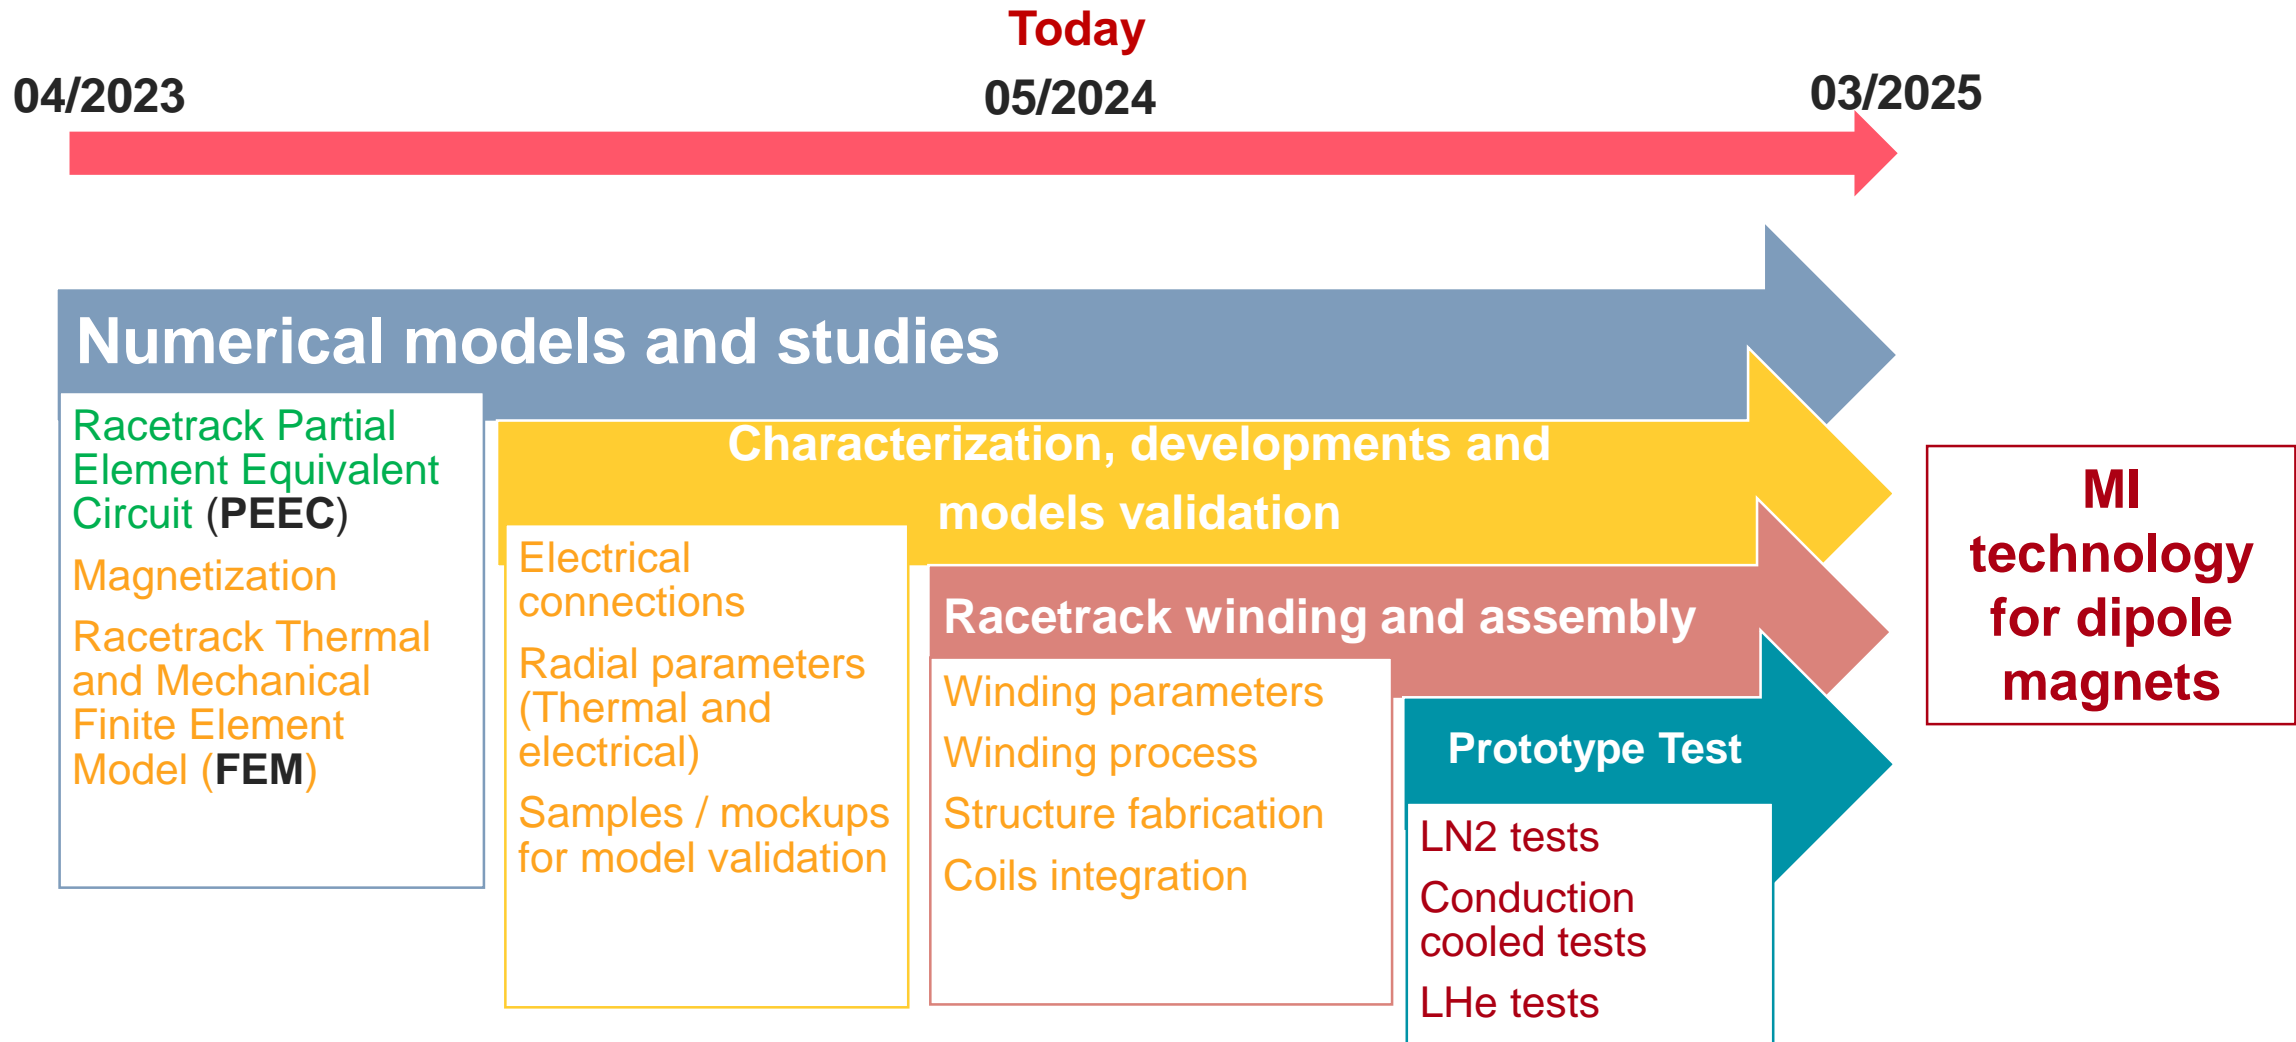 Today
04/2023
05/2024
03/2025
Numerical models and studies
Racetrack Partial
Element Equivalent
Circuit (PEEC)
Magnetization
Racetrack Thermal
and Mechanical
Finite Element
Model (FEM)
Characterization, developments and
models validation
Electrical
connections
Radial parameters
(Thermal and
electrical)
Samples / mockups
for model validation
Racetrack winding and assembly
Winding parameters
Winding process
Structure fabrication
Coils integration
Prototype Test
LN2 tests
Conduction
cooled tests
LHe tests
MI
technology
for dipole
magnets